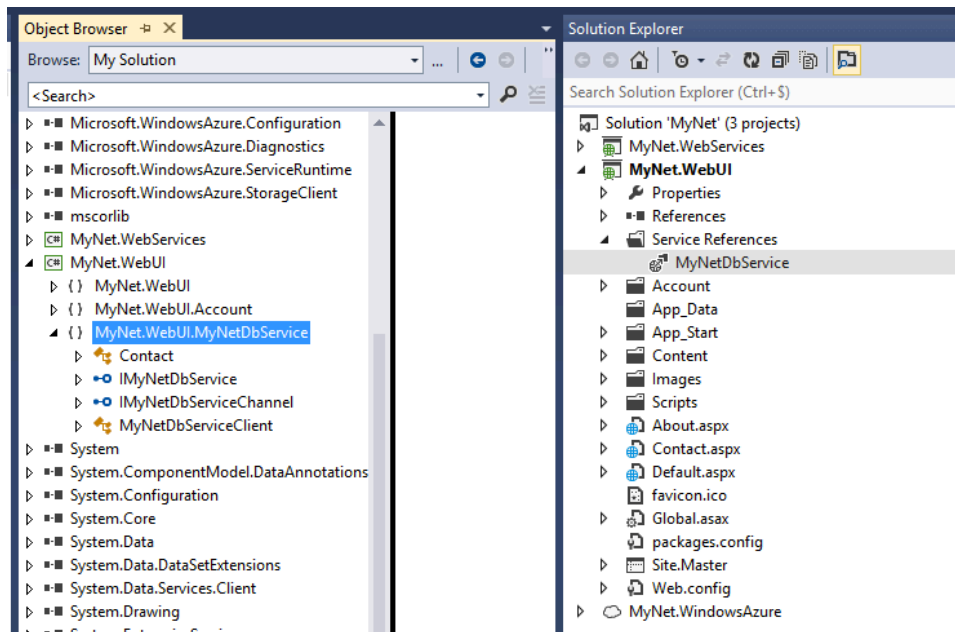 Object Browser
Browse: My Solution
...
<Search>
Microsoft.WindowsAzure.Configuration
Microsoft.WindowsAzure.Diagnostics
Microsoft.WindowsAzure.ServiceRuntime
Microsoft.WindowsAzure.StorageClient
mscorlib
C# MyNet.WebServices
C# MyNet.WebUI
{ } MyNet.WebUI
{ } MyNet.WebUI.Account
{ } MyNet.WebUI.MyNetDbService
Contact
IMyNetDbService
IMyNetDbServiceChannel
MyNetDbServiceClient
System
System.ComponentModel.DataAnnotations
System.Configuration
System.Core
System.Data
System.Data.DataSetExtensions
System.Data.Services.Client
System.Drawing
Solution Explorer
Search Solution Explorer (Ctrl+$)
Solution 'MyNet' (3 projects)
MyNet.WebServices
MyNet.WebUI
Properties
References
Service References
MyNetDbService
Account
App_Data
App_Start
Content
Images
Scripts
About.aspx
Contact.aspx
Default.aspx
favicon.ico
Global.asax
packages.config
Site.Master
Web.config
MyNet.WindowsAzure